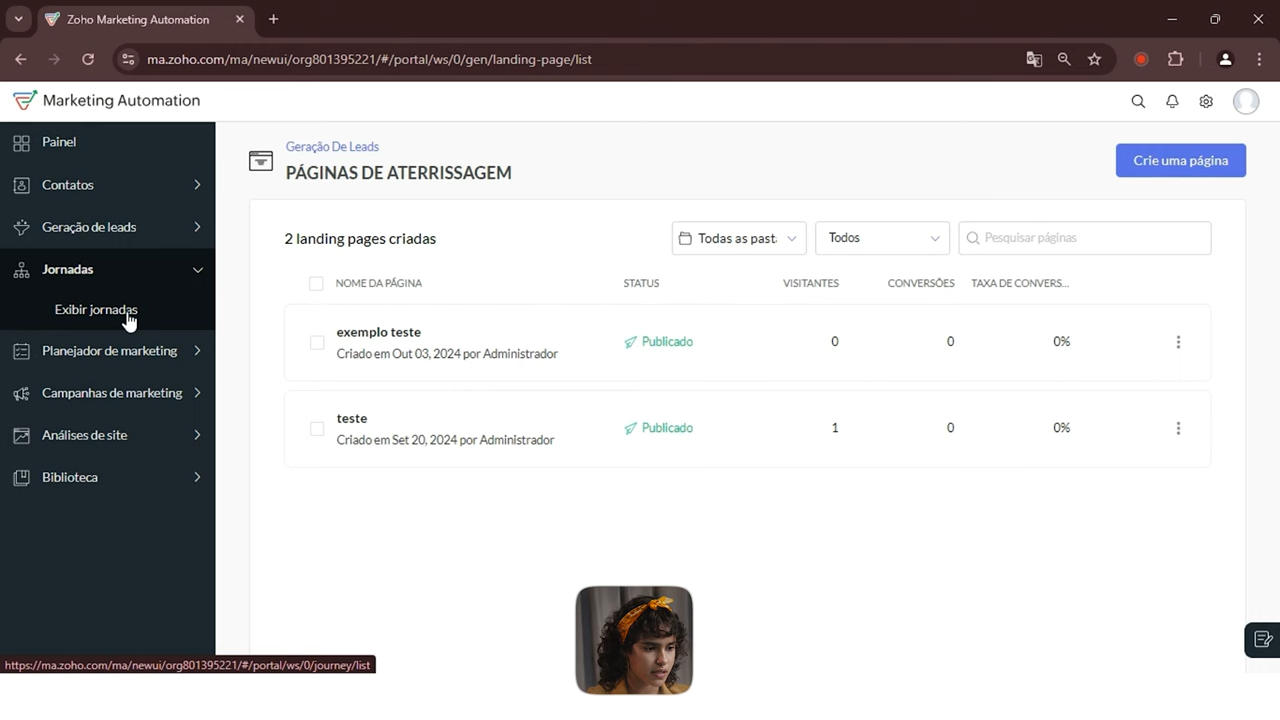 Zoho Marketing Automation
ma.zoho.com/ma/newui/org801395221/#/portal/ws/0/gen/landing-page/list
Marketing Automation
Painel
Contatos
Geração de leads
Jornadas
Exibir jornadas
Planejador de marketing
Campanhas de marketing
Análises de site
Biblioteca
Geração De Leads
PÁGINAS DE ATERRISSAGEM
Crie uma página
2 landing pages criadas
Todas as past
Todos
Pesquisar páginas
NOME DA PÁGINA STATUS VISITANTES CONVERSÕES TAXA DE CONVERS...
exemplo teste
Criado em Out 03, 2024 por Administrador
Publicado 0 0 0%
teste
Criado em Set 20, 2024 por Administrador
Publicado 1 0 0%
https://ma.zoho.com/ma/newui/org801395221/#/portal/ws/0/journey/list